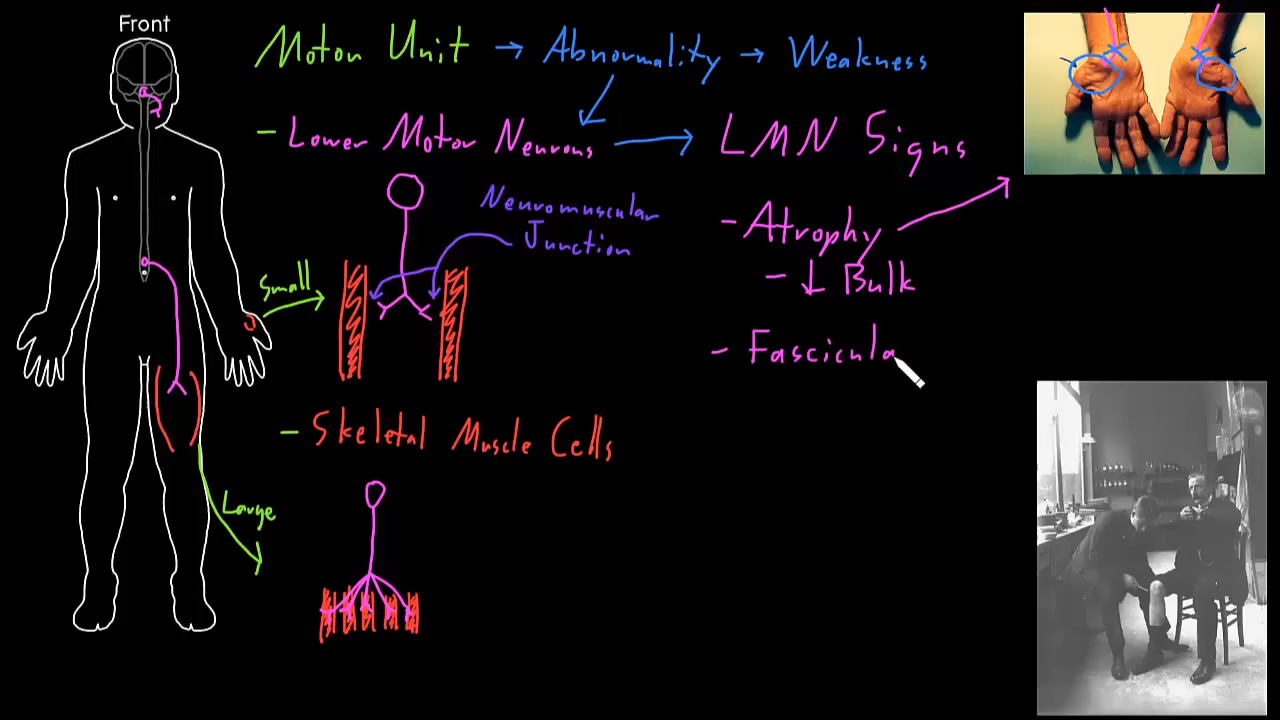 Front
Motor Unit → Abnormality → Weakness
- Lower Motor Neurons → LMN Signs
Neuromuscular
Junction
- Atrophy
- ↓ Bulk
Small
- Fascicula
- Skeletal Muscle Cells
Large